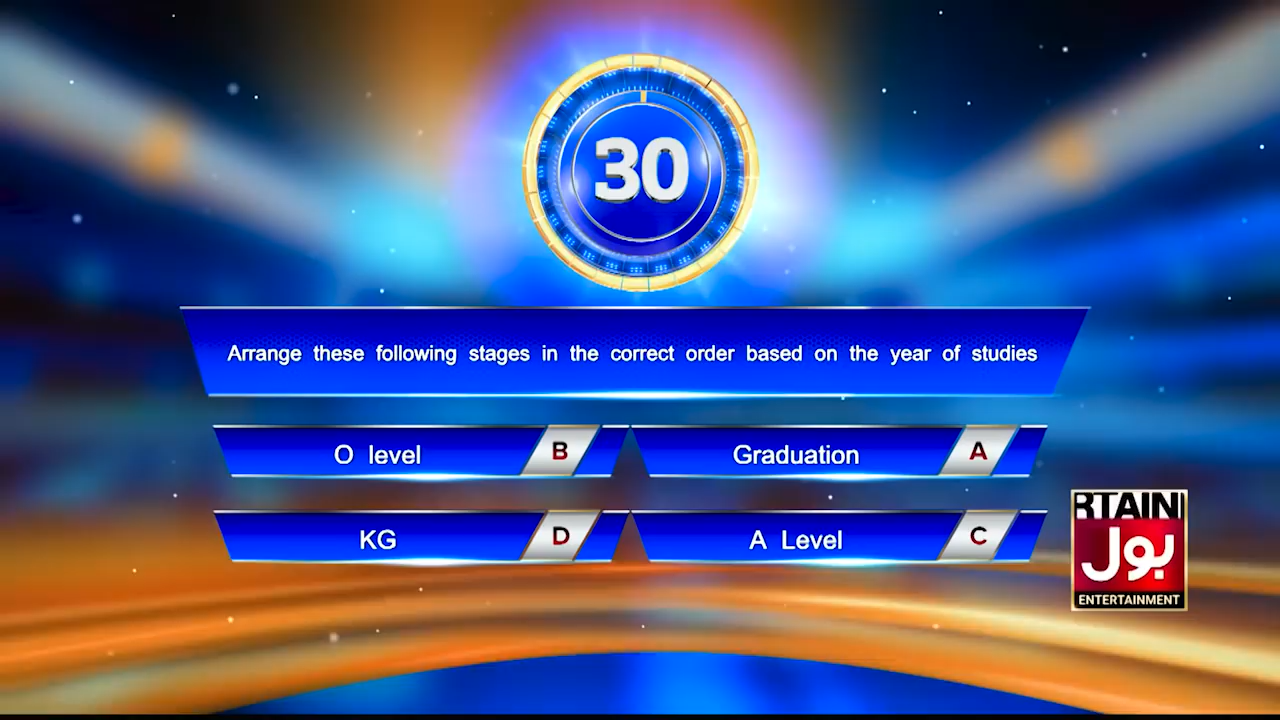 30
Arrange these following stages in the correct order based on the year of studies
O level B
Graduation A
KG D
A Level C
RTAIN
بول
ENTERTAINMENT